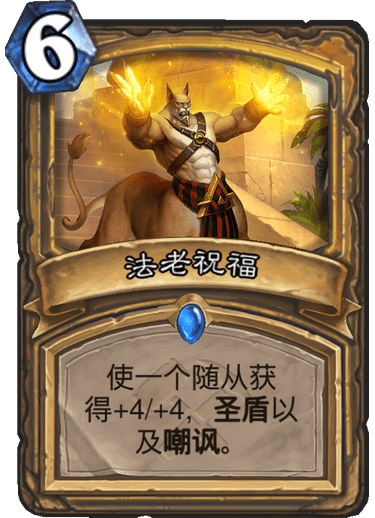 6
法老祝福
使一个随从获
得+4/+4，圣盾以
及嘲讽。